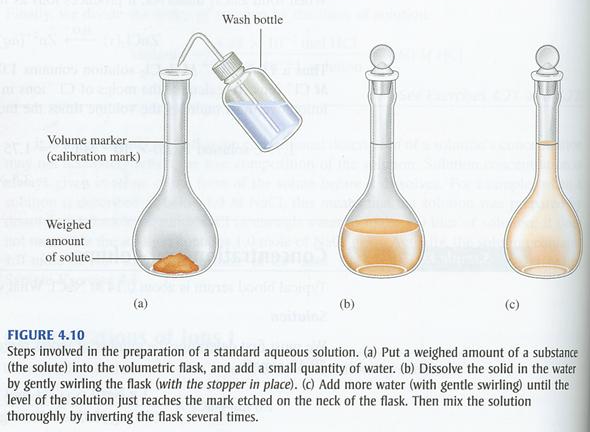 Wash bottle
Volume marker
(calibration mark)
Weighed
amount
of solute
(a)
(b)
(c)
FIGURE 4.10
Steps involved in the preparation of a standard aqueous solution. (a) Put a weighed amount of a substance
(the solute) into the volumetric flask, and add a small quantity of water. (b) Dissolve the solid in the water
by gently swirling the flask (with the stopper in place). (c) Add more water (with gentle swirling) until the
level of the solution just reaches the mark etched on the neck of the flask. Then mix the solution
thoroughly by inverting the flask several times.